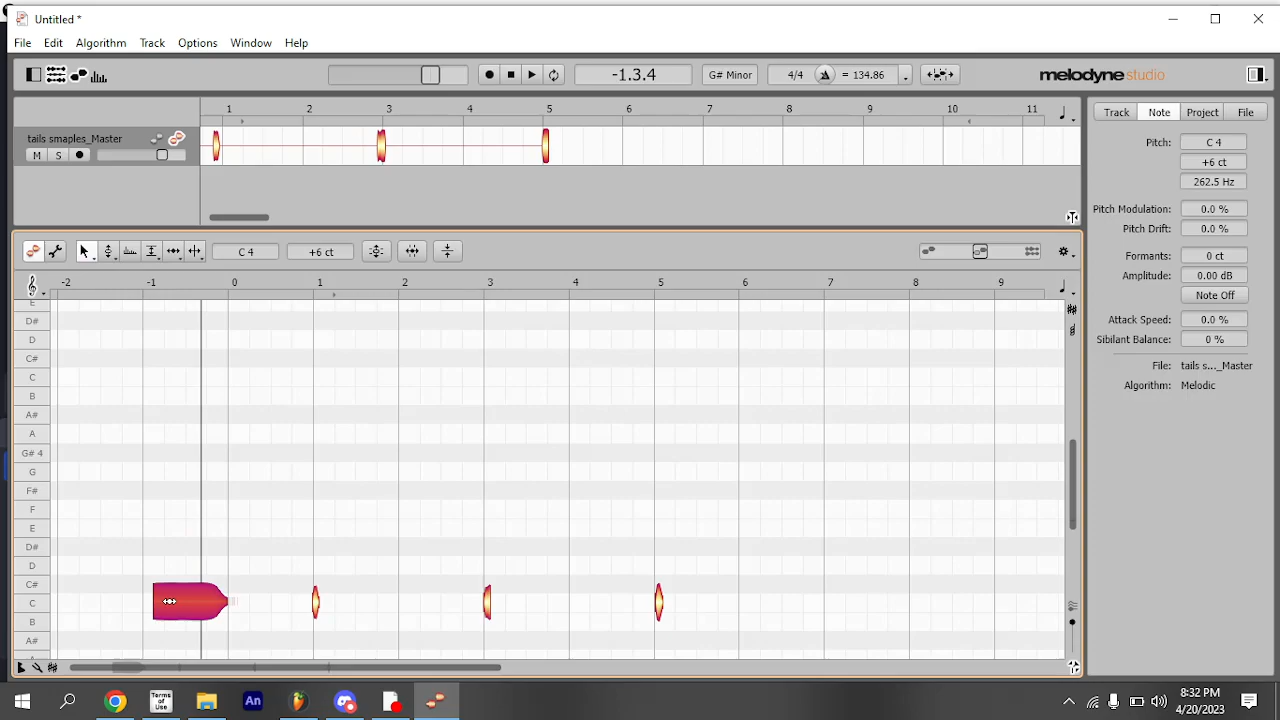 Untitled *
File Edit Algorithm Track Options Window Help
-1.3.4 G# Minor 4/4 = 134.86 melodyne studio
1 2 3 4 5 6 7 8 9 10 11
tails smaples_Master
M S
Track Note Project File
Pitch: C 4
+6 ct
262.5 Hz
Pitch Modulation: 0.0 %
Pitch Drift: 0.0 %
Formants: 0 ct
Amplitude: 0.00 dB
Note Off
Attack Speed: 0.0 %
Sibilant Balance: 0 %
File: tails s..._Master
Algorithm: Melodic
C 4 +6 ct
-2 -1 0 1 2 3 4 5 6 7 8 9
E
D#
D
C#
C
B
A#
A
G# 4
G
F#
F
E
D#
D
C#
C
B
A#
Terms of Use
An
8:32 PM
4/20/2023